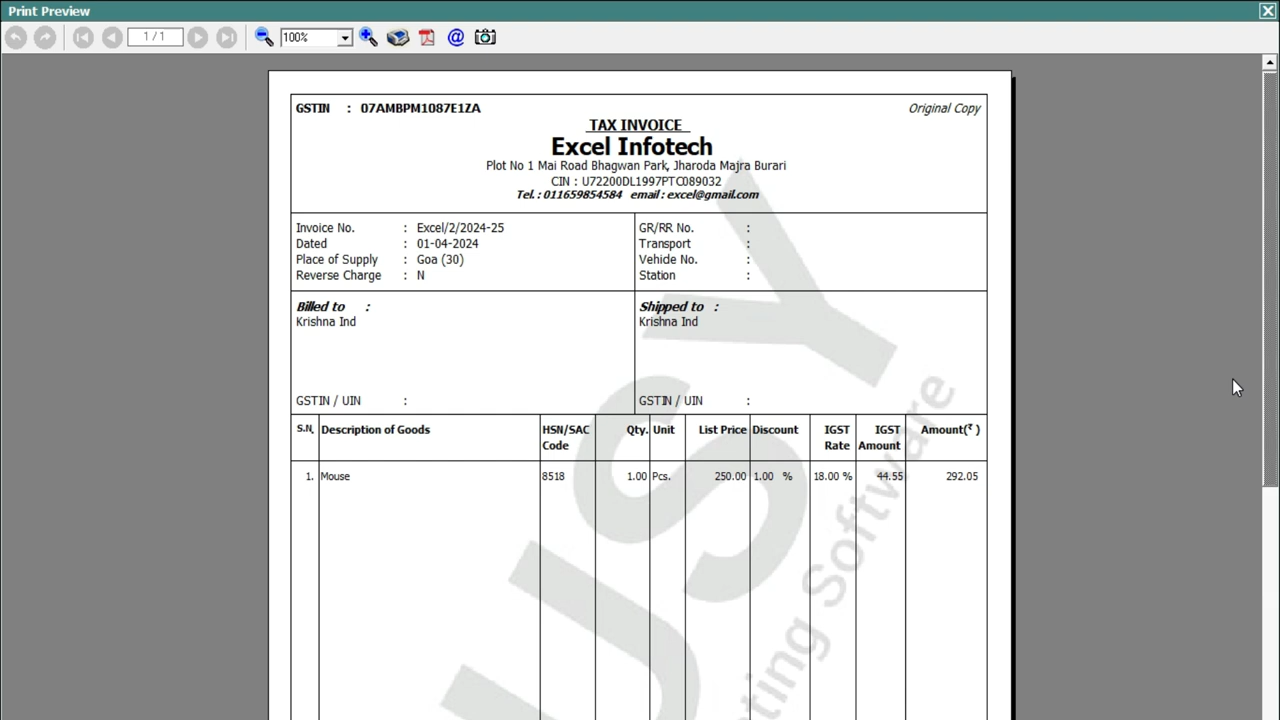 Print Preview
1 / 1
100%
GSTIN : 07AMBPM1087E1ZA
Original Copy
TAX INVOICE
Excel Infotech
Plot No 1 Mai Road Bhagwan Park, Jharoda Majra Burari
CIN : U72200DL1997PTC089032
Tel. : 011659854584 email : excel@gmail.com
Invoice No. : Excel/2/2024-25
Dated : 01-04-2024
Place of Supply : Goa (30)
Reverse Charge : N
GR/RR No. :
Transport :
Vehicle No. :
Station :
Billed to :
Krishna Ind
GSTIN / UIN :
Shipped to :
Krishna Ind
GSTIN / UIN :
S.N. Description of Goods HSN/SAC Code Qty. Unit List Price Discount IGST Rate IGST Amount Amount(₹ )
1. Mouse 8518 1.00 Pcs. 250.00 1.00 % 18.00 % 44.55 292.05
USY
ting Software